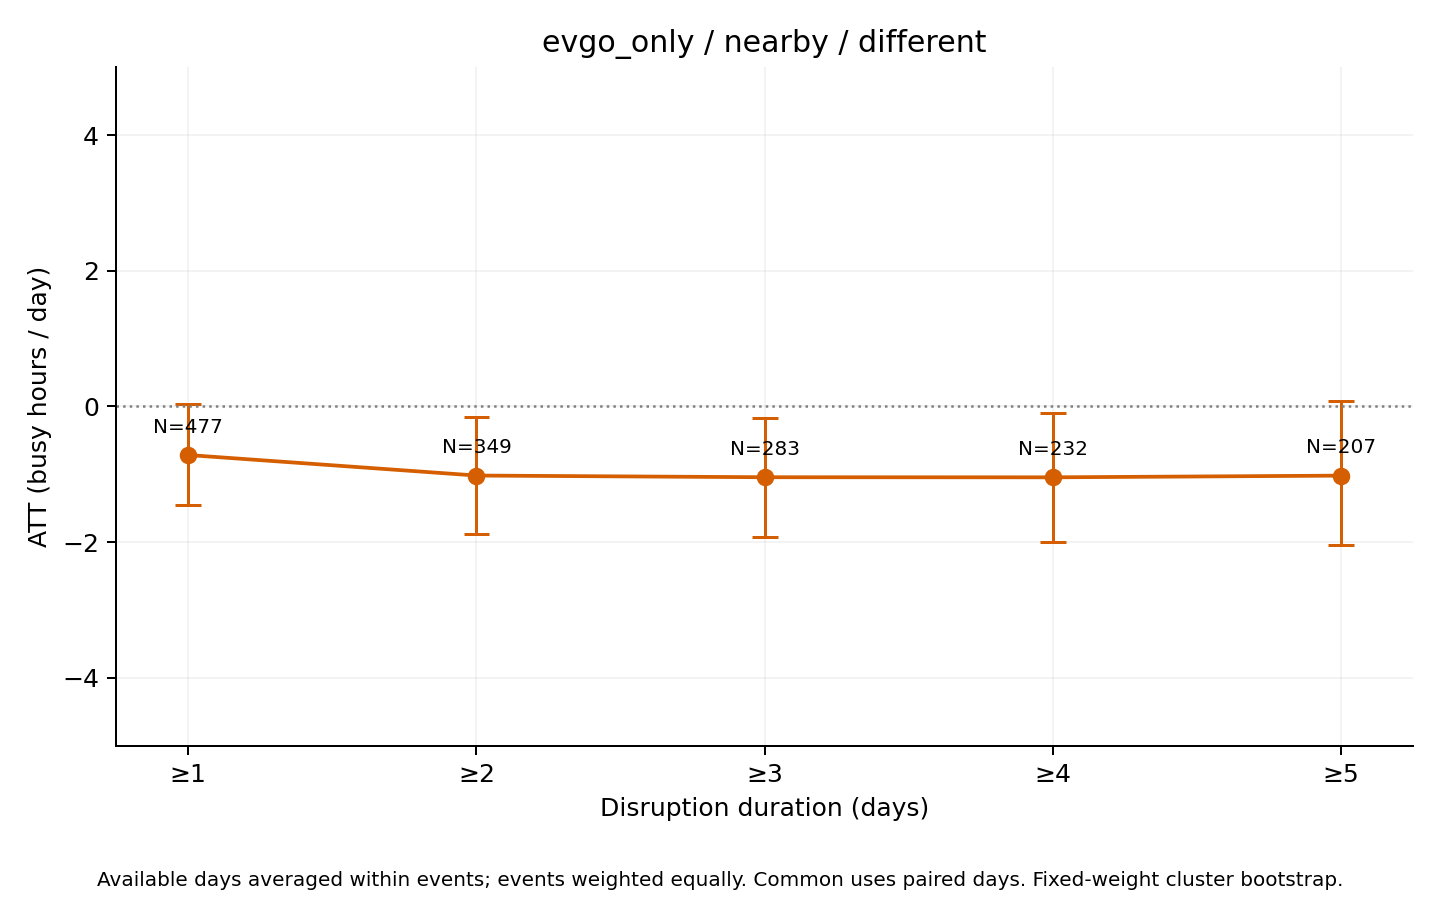 evgo_only / nearby / different
ATT (busy hours / day)
4
2
0
−2
−4
N=477
N=349
N=283
N=232
N=207
≥1
≥2
≥3
≥4
≥5
Disruption duration (days)
Available days averaged within events; events weighted equally. Common uses paired days. Fixed-weight cluster bootstrap.